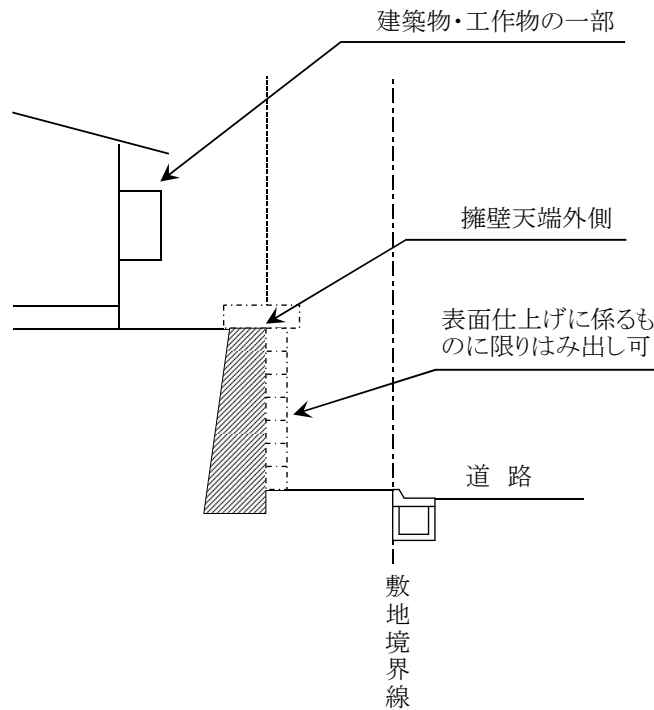 建築物・工作物の一部
擁壁天端外側
表面仕上げに係るも
のに限りはみ出し可
道 路
敷地境界線